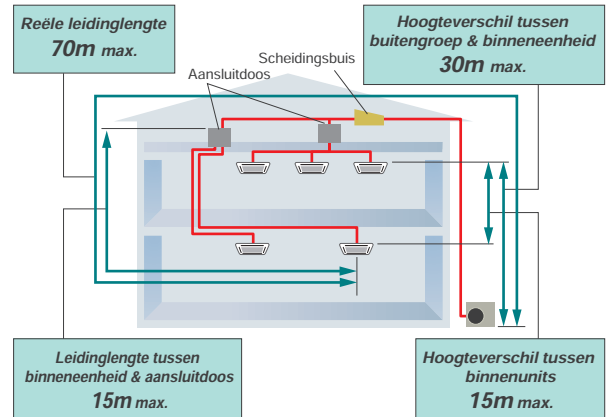 Reële leidinglengte
70m max.
Hoogteverschil tussen
buitengroep & binneneenheid
30m max.
Scheidingsbuis
Aansluitdoos
Leidinglengte tussen
binneneenheid & aansluitdoos
15m max.
Hoogteverschil tussen
binnenunits
15m max.